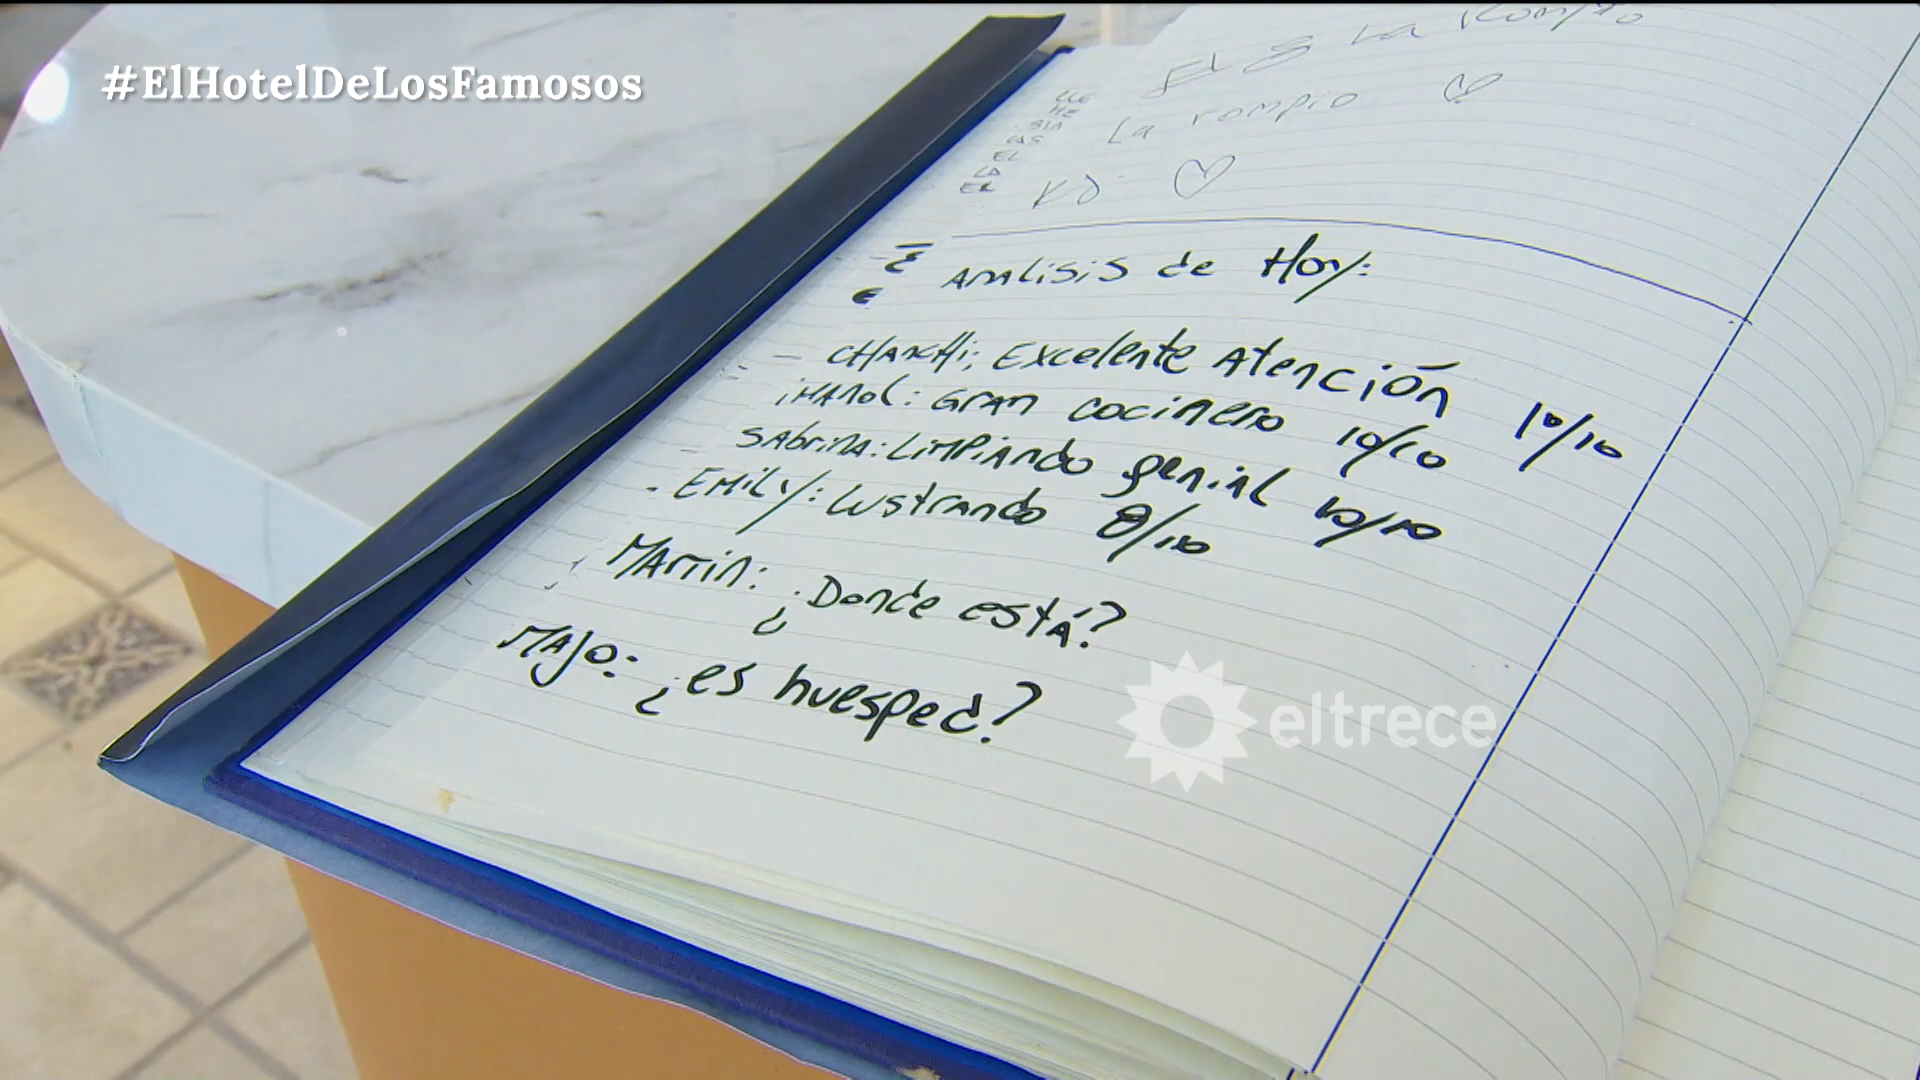 #ElHotelDeLosFamosos
La Rompio
La rompio
Analisis de Hoy:
CHANCHi: Excelente Atención 10/10
iMANOL: GRAN cocinero 10/10
SAbrinA: LiMPiAndo genial 10/10
EMiLY: Lustrando 8/10
MArtin: ¿Donde está?
MAJO: ¿es huesped?
eltrece